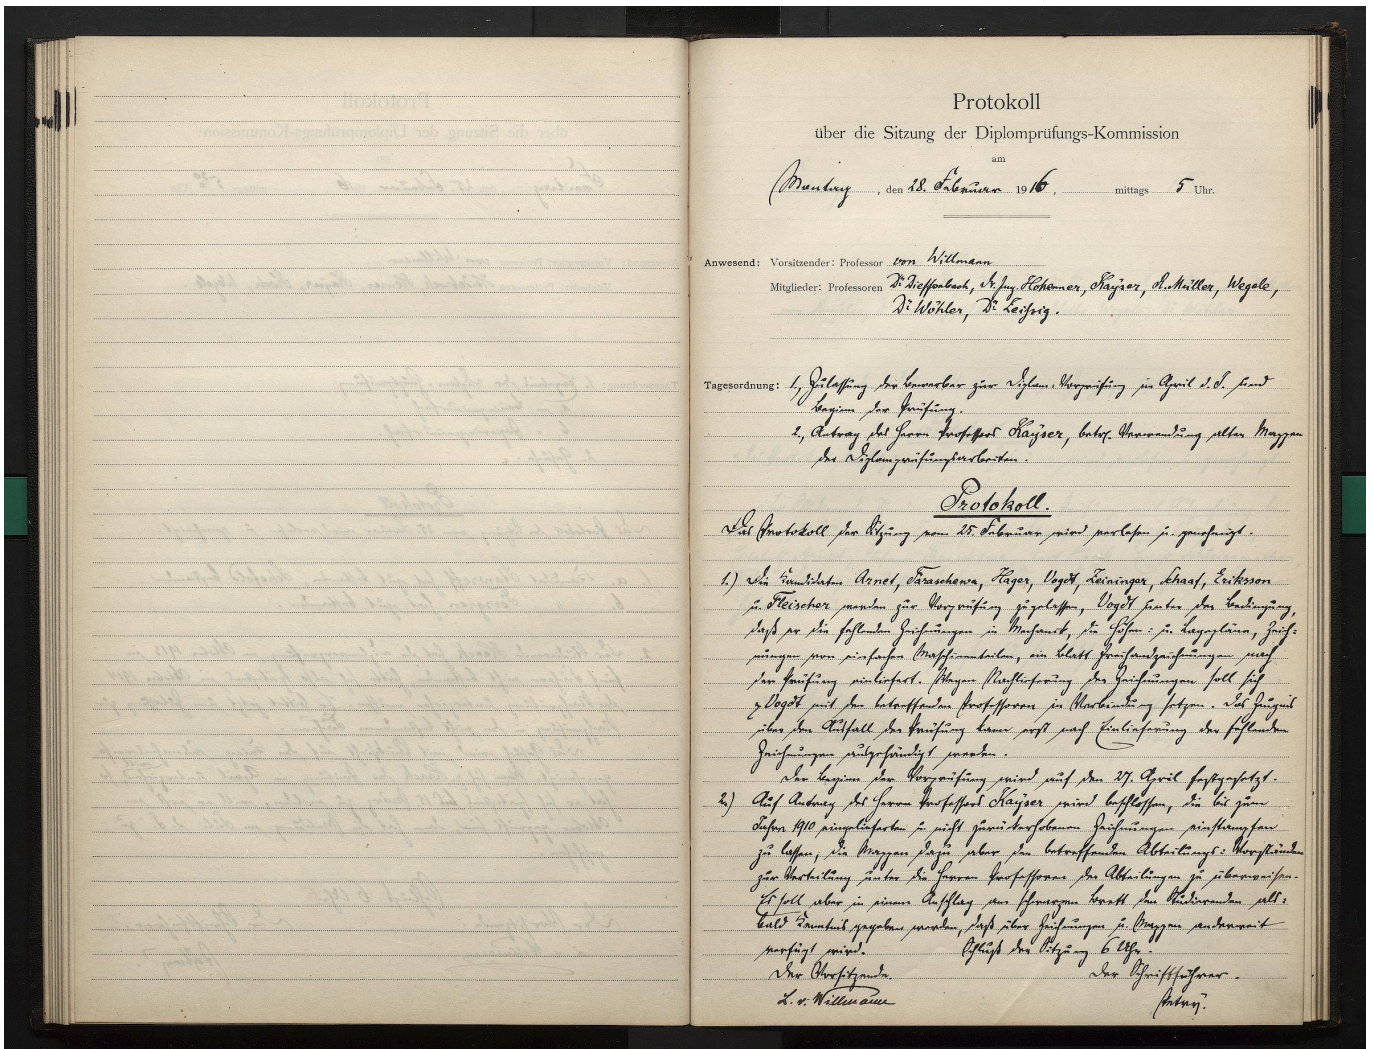 Protokoll
über die Sitzung der Diplomprüfungs-Kommission
am
Montag, den 28. Februar 1916. mittags 5 Uhr.
Anwesend: Vorsitzender: Professor von Willmann
Mitglieder: Professoren Dr Dieffenbach, Dr. Ing. Hohenner, Kayser, R. Müller, Wegele,
Dr Wöhler, Dr Zeissig.
Tagesordnung: 1., Zulassung der Bewerber zur Diplom-Vorprüfung im April d. J. und
Beginn der Prüfung.
2., Antrag des Herrn Professors Kayser, betr. Verwendung alter Mappen
der Diplomprüfungsarbeiten.
Protokoll.
Das Protokoll der Sitzung vom 25. Februar wird verlesen u. genehmigt.
1.) Die Kandidaten Arnet, Taraschewa, Hager, Vogdt, Zeininger, Schaaf, Eriksson
u. Fleischer werden zur Vorprüfung zugelassen, Vogdt unter der Bedingung,
daß er die fehlenden Zeichnungen in Mechanik, die Höhen- u. Lagepläne, Zeich-
nungen von einfachen Maschinenteilen, ein Blatt Freihandzeichnungen nach
der Prüfung einliefert. Wegen Nachlieferung der Zeichnungen soll sich
Vogdt mit den betreffenden Professoren in Verbindung setzen. Das Zeugnis
über den Ausfall der Prüfung kann erst nach Einlieferung der fehlenden
Zeichnungen ausgehändigt werden.
Der Beginn der Vorprüfung wird auf den 27. April festgesetzt.
2.) Auf Antrag des Herrn Professors Kayser wird beschlossen, die bis zum
Jahre 1910 eingelieferten u. nicht zurückerhobenen Zeichnungen einstampfen
zu lassen, die Mappen dazu aber den betreffenden Abteilungs-Vorständen
zur Verteilung unter die Herren Professoren der Abteilungen zu überweisen.
Es soll aber in einem Anschlag am schwarzen Brett den Studierenden als-
bald Kenntnis gegeben werden, daß über Zeichnungen u. Mappen anderweit
verfügt wird. Schluß der Sitzung 6 Uhr.
Der Vorsitzende. Der Schriftführer.
L. v. Willmann Petry.